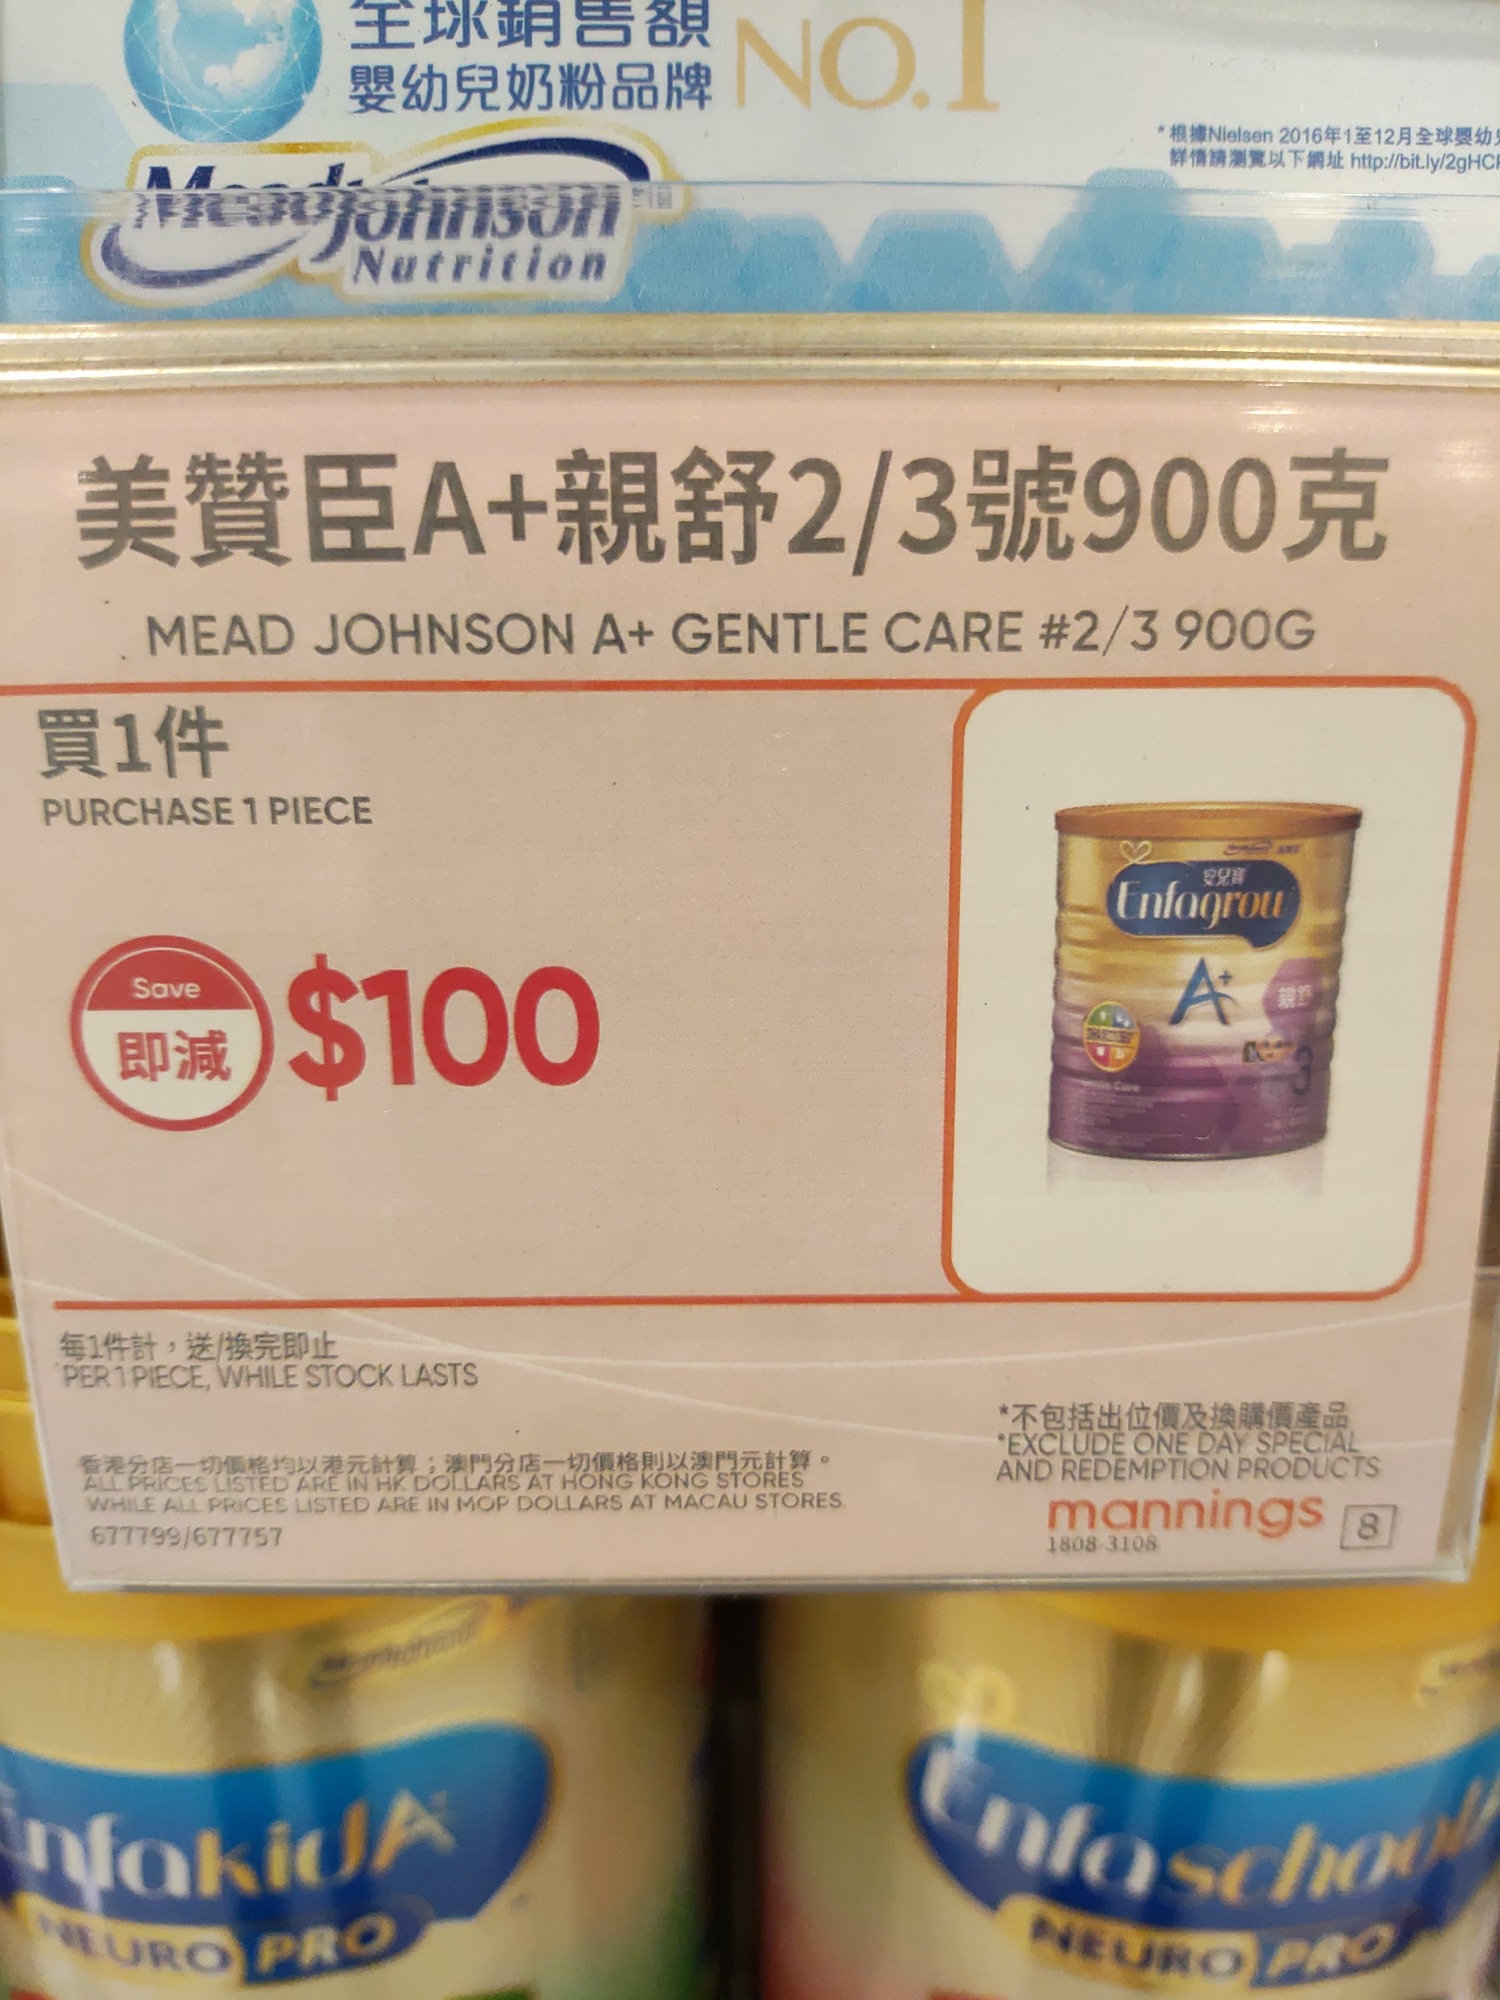 全球銷售額
嬰幼兒奶粉品牌
NO.1
*根據Nielsen 2016年1至12月全球嬰幼
詳情請瀏覽以下網址 http://bit.ly/2gHC
MeadJohnson
Nutrition
美贊臣A+親舒2/3號900克
MEAD JOHNSON A+ GENTLE CARE #2/3 900G
買1件
PURCHASE 1 PIECE
Save
即減
$100
安兒寶
Enfagrow
A+
親舒
3
每1件計，送/換完即止
PER 1 PIECE, WHILE STOCK LASTS
*不包括出位價及換購價產品
*EXCLUDE ONE DAY SPECIAL
AND REDEMPTION PRODUCTS
香港分店一切價格均以港元計算；澳門分店一切價格則以澳門元計算。
ALL PRICES LISTED ARE IN HK DOLLARS AT HONG KONG STORES
WHILE ALL PRICES LISTED ARE IN MOP DOLLARS AT MACAU STORES.
677799/677757
mannings
1808-3108
8
MeadJohnson
EnfakidA+
NEURO PRO
Enfaschool
NEURO PRO